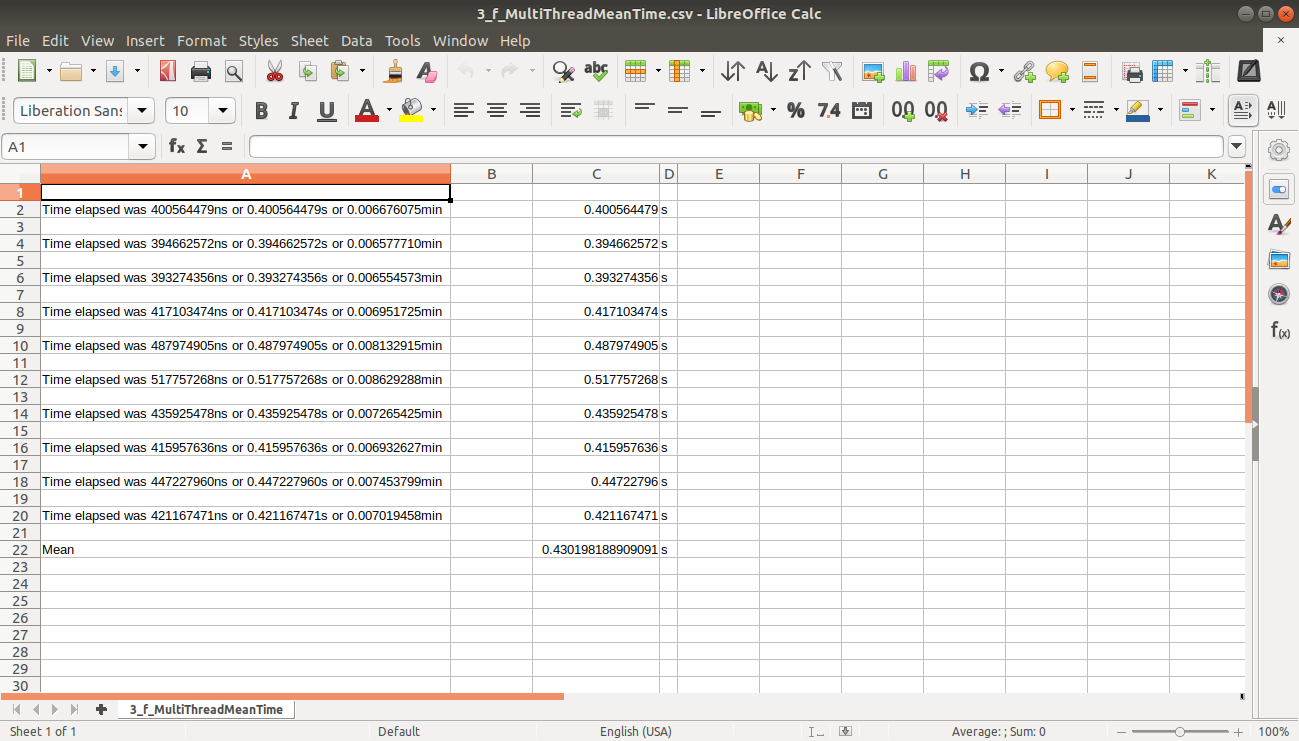 3_f_MultiThreadMeanTime.csv - LibreOffice Calc
File Edit View Insert Format Styles Sheet Data Tools Window Help
Liberation Sans 10
A1
A B C D E F G H I J K
1
2 Time elapsed was 400564479ns or 0.400564479s or 0.006676075min 0.400564479 s
3
4 Time elapsed was 394662572ns or 0.394662572s or 0.006577710min 0.394662572 s
5
6 Time elapsed was 393274356ns or 0.393274356s or 0.006554573min 0.393274356 s
7
8 Time elapsed was 417103474ns or 0.417103474s or 0.006951725min 0.417103474 s
9
10 Time elapsed was 487974905ns or 0.487974905s or 0.008132915min 0.487974905 s
11
12 Time elapsed was 517757268ns or 0.517757268s or 0.008629288min 0.517757268 s
13
14 Time elapsed was 435925478ns or 0.435925478s or 0.007265425min 0.435925478 s
15
16 Time elapsed was 415957636ns or 0.415957636s or 0.006932627min 0.415957636 s
17
18 Time elapsed was 447227960ns or 0.447227960s or 0.007453799min 0.44722796 s
19
20 Time elapsed was 421167471ns or 0.421167471s or 0.007019458min 0.421167471 s
21
22 Mean 0.430198188909091 s
23
24
25
26
27
28
29
30
3_f_MultiThreadMeanTime
Sheet 1 of 1 Default English (USA) Average: ; Sum: 0 100%